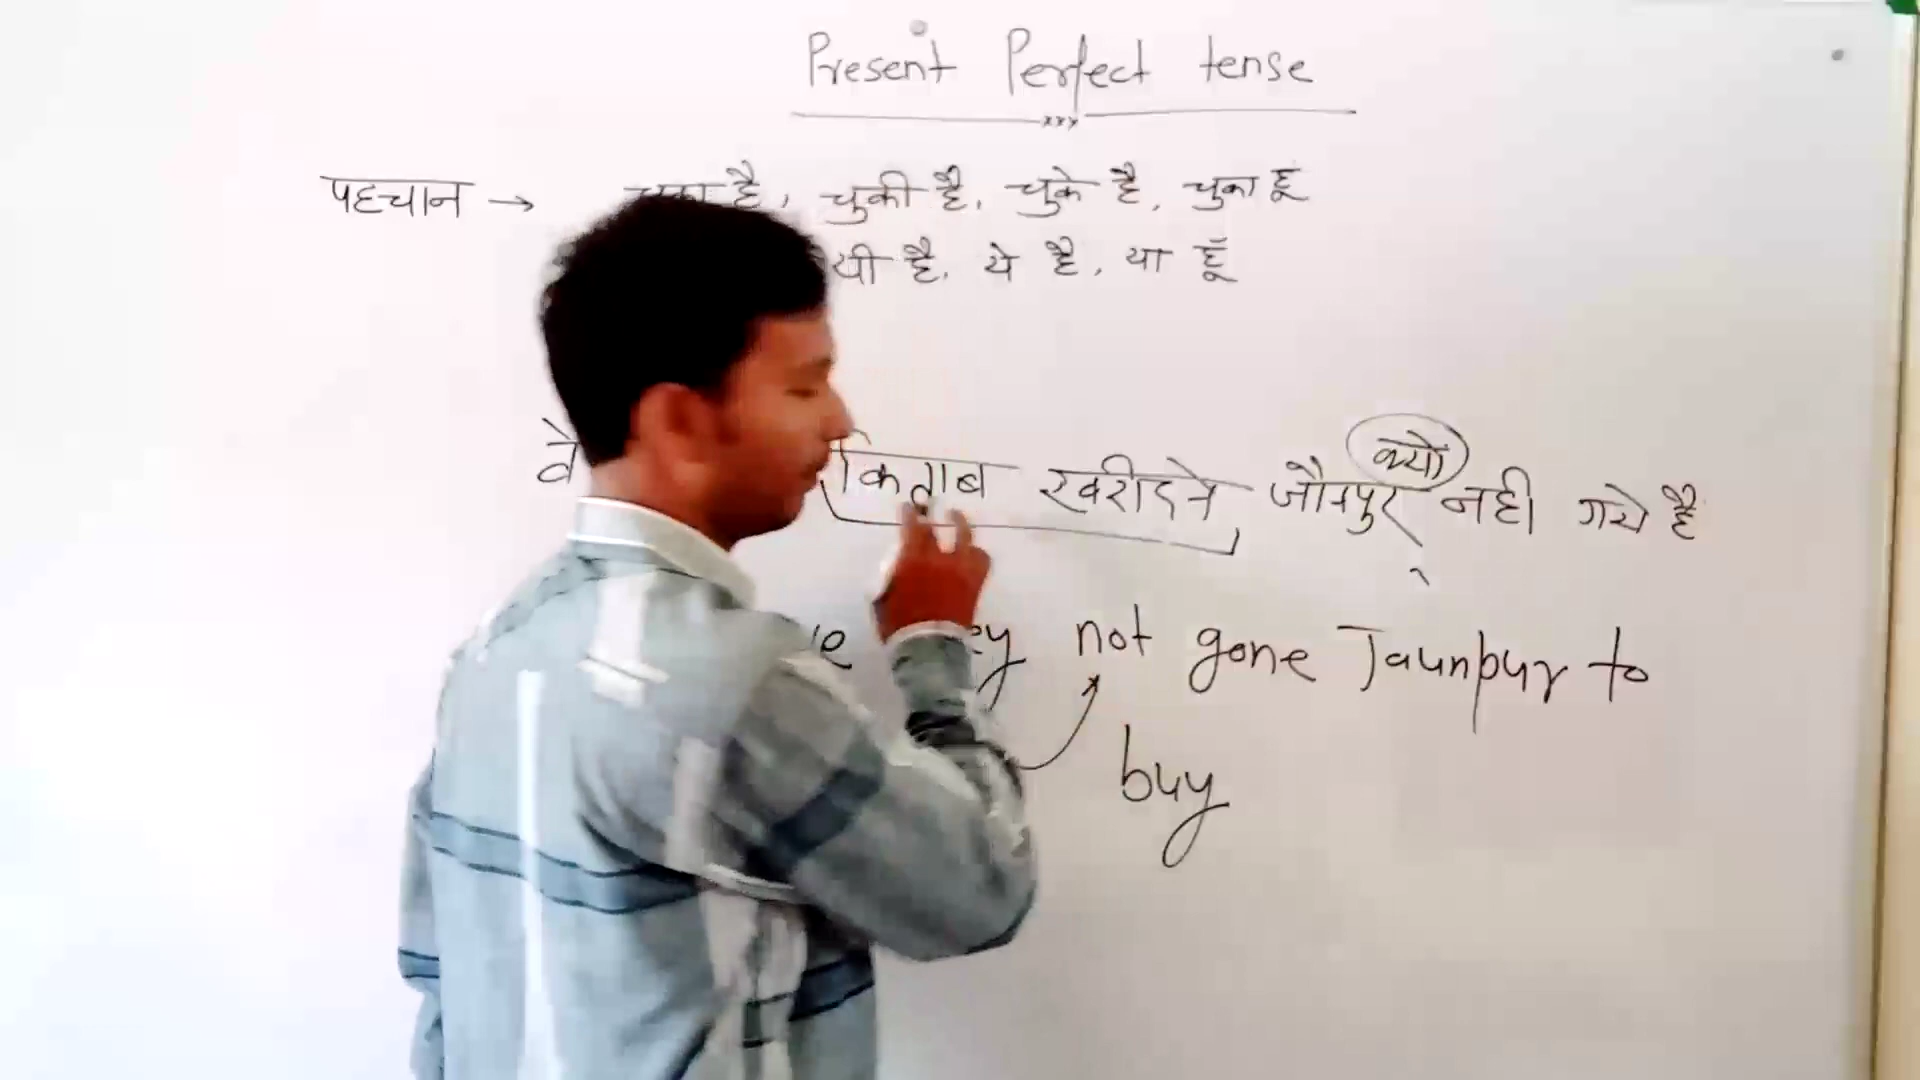 Present Perfect tense
पहचान → है, चुकी है, चुके है, चुका हूं
यी है, ये है, या हूँ
क्यों
वे किताब खरीदने जौनपुर नही गये है
not gone Jaunpur to
buy